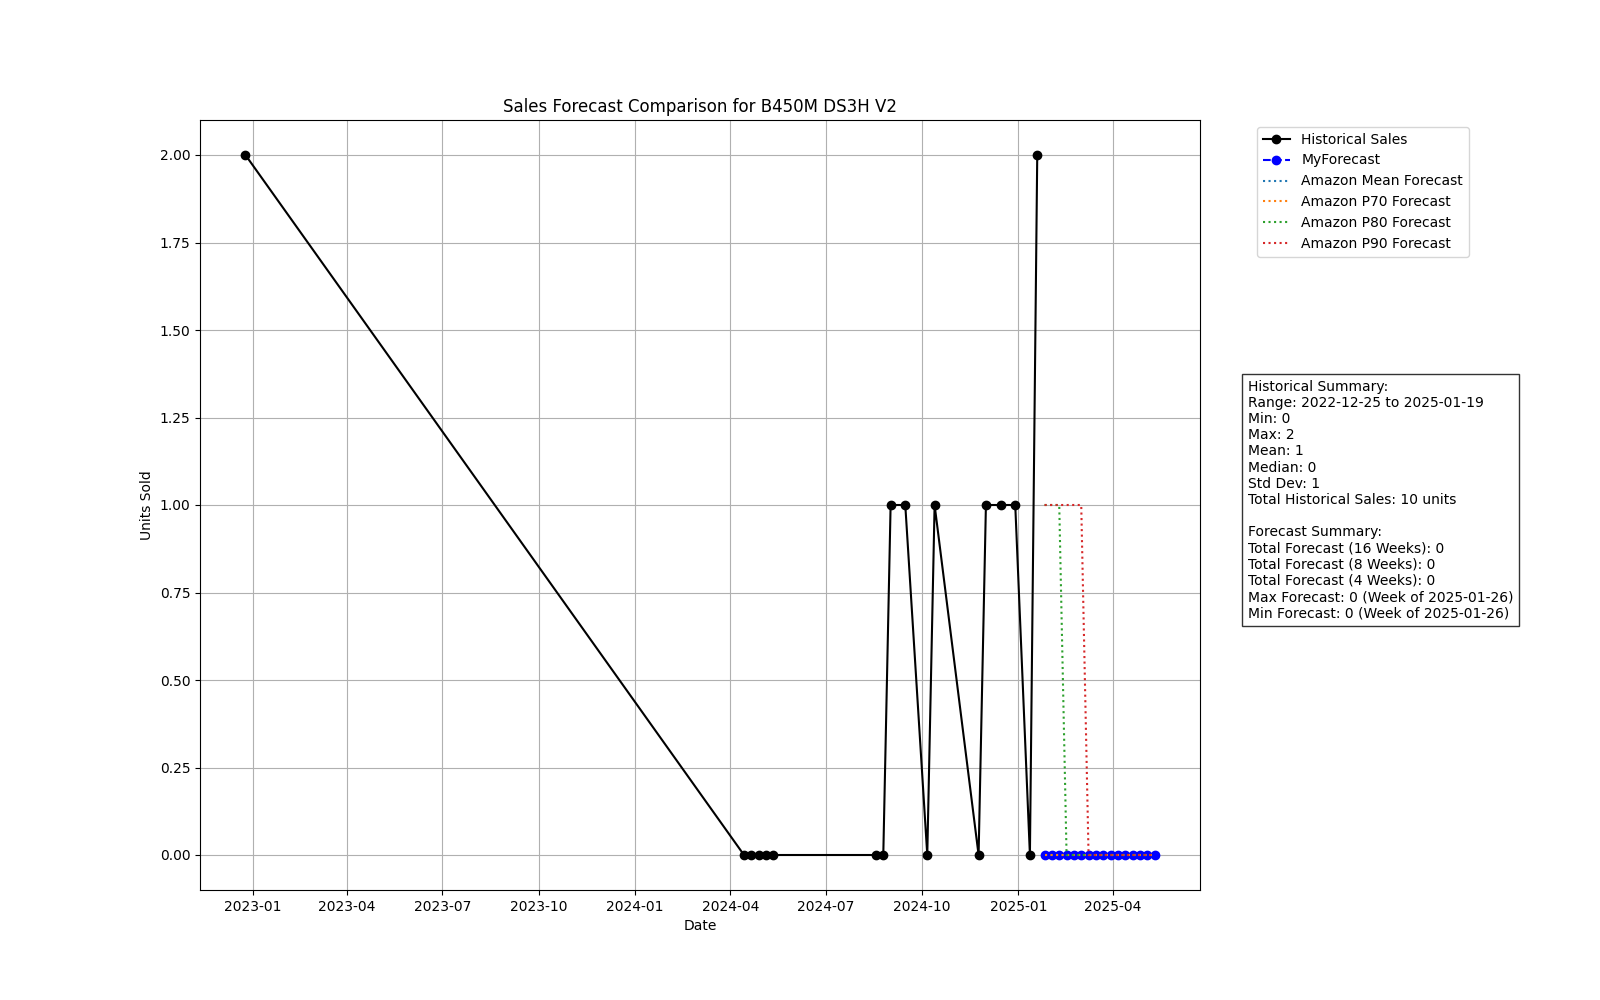 Sales Forecast Comparison for B450M DS3H V2
Units Sold
2.00
1.75
1.50
1.25
1.00
0.75
0.50
0.25
0.00
2023-01
2023-04
2023-07
2023-10
2024-01
2024-04
2024-07
2024-10
2025-01
2025-04
Date
Historical Sales
MyForecast
Amazon Mean Forecast
Amazon P70 Forecast
Amazon P80 Forecast
Amazon P90 Forecast
Historical Summary:
Range: 2022-12-25 to 2025-01-19
Min: 0
Max: 2
Mean: 1
Median: 0
Std Dev: 1
Total Historical Sales: 10 units
Forecast Summary:
Total Forecast (16 Weeks): 0
Total Forecast (8 Weeks): 0
Total Forecast (4 Weeks): 0
Max Forecast: 0 (Week of 2025-01-26)
Min Forecast: 0 (Week of 2025-01-26)